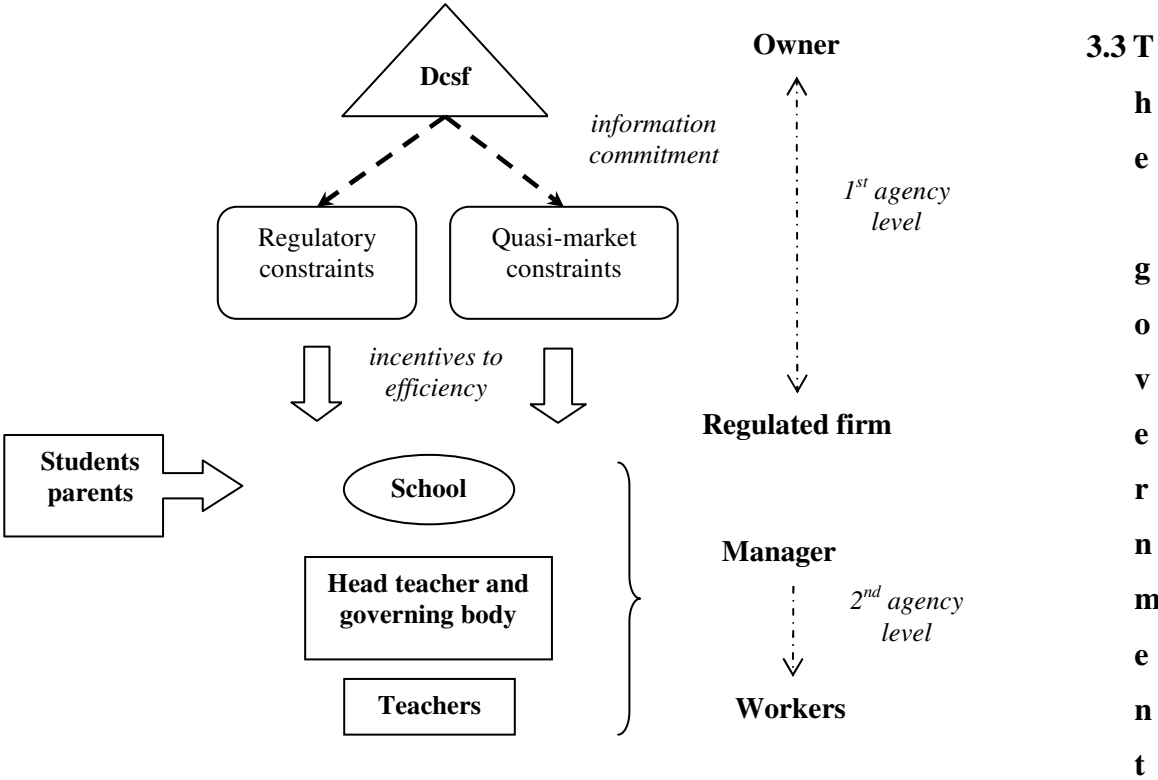 Dcsf
information
commitment
Regulatory
constraints
Quasi-market
constraints
incentives to
efficiency
Students
parents
School
Head teacher and
governing body
Teachers
Owner
1st agency
level
Regulated firm
Manager
2nd agency
level
Workers
3.3 T
h
e
g
o
v
e
r
n
m
e
n
t